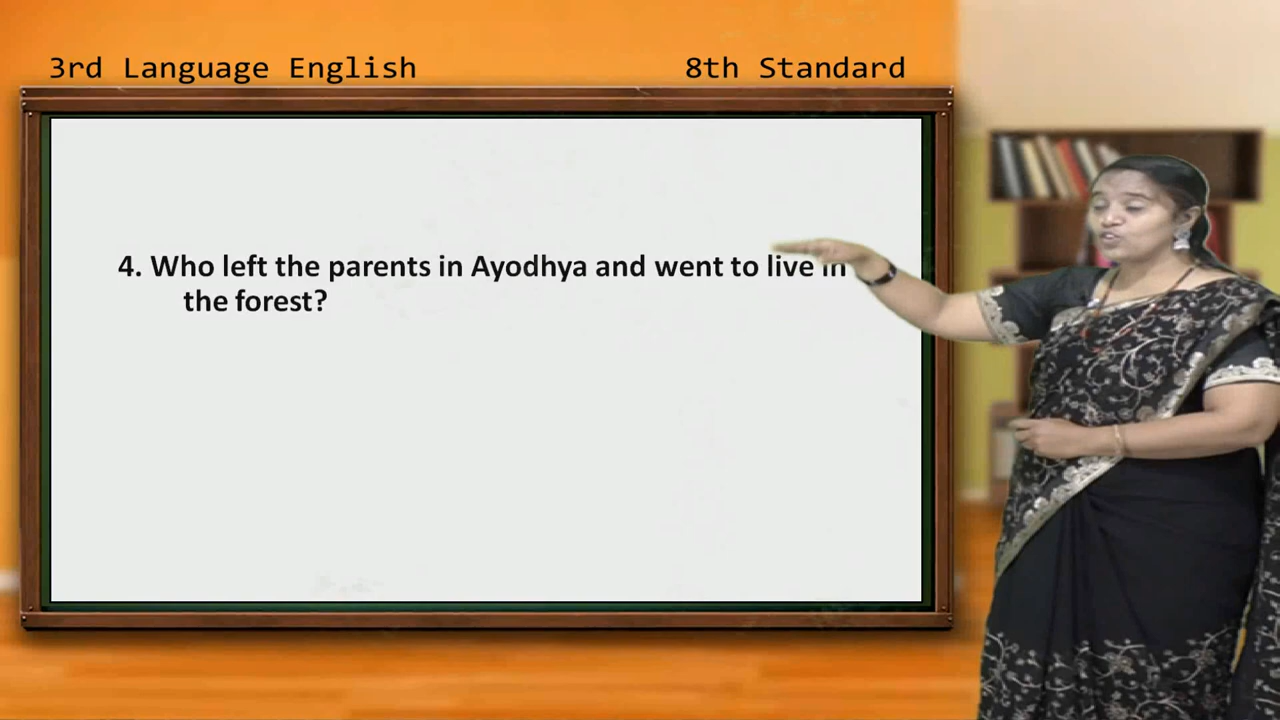 3rd Language English
8th Standard
4. Who left the parents in Ayodhya and went to live in
the forest?